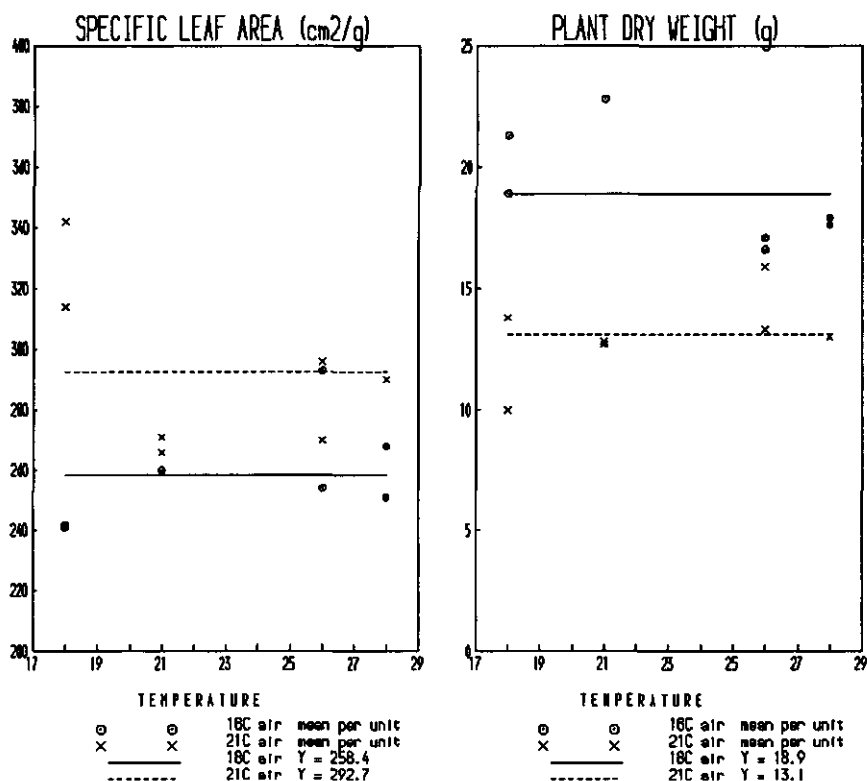 SPECIFIC LEAF AREA (cm2/g)
400
380
360
340
320
300
280
260
240
220
200
17 19 21 23 25 27 29
TEMPERATURE
18C air mean per unit
21C air mean per unit
18C air Y = 258.4
21C air Y = 292.7
PLANT DRY WEIGHT (g)
25
20
15
10
5
0
17 19 21 23 25 27 29
TEMPERATURE
18C air mean per unit
21C air mean per unit
18C air Y = 18.9
21C air Y = 13.1